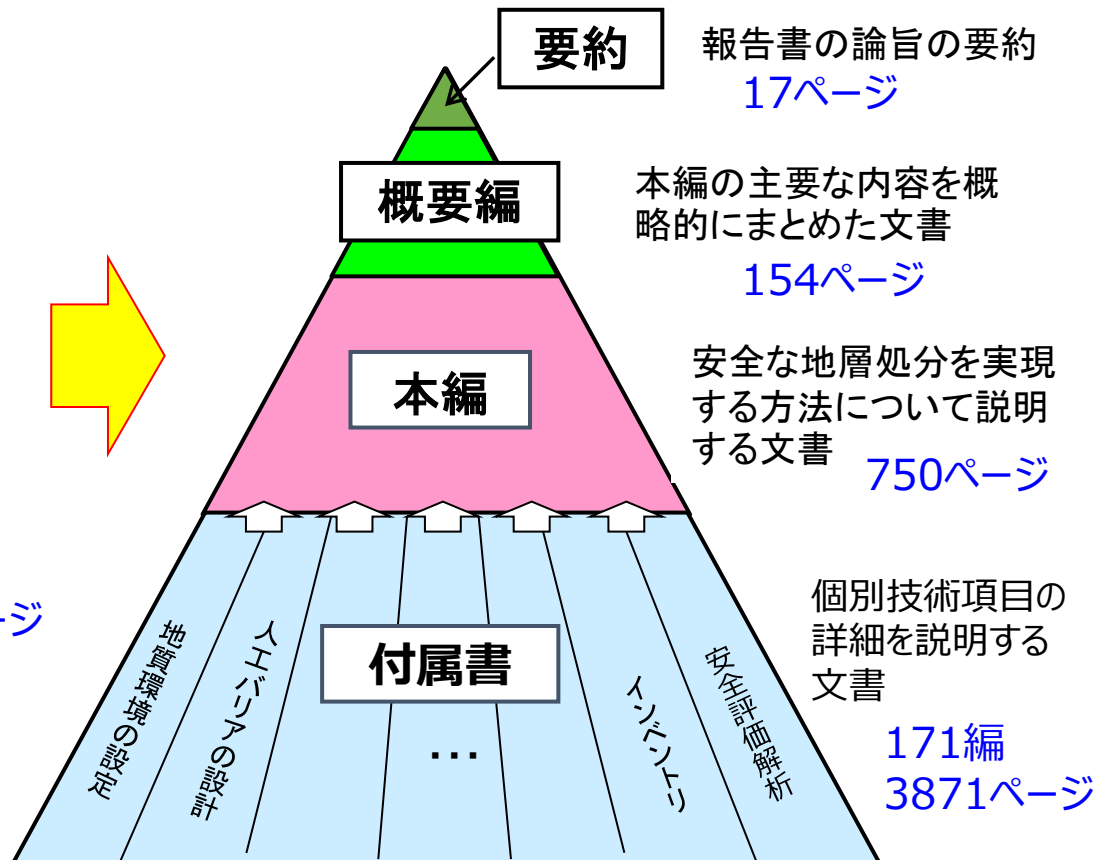 要約
報告書の論旨の要約
17ページ
概要編
本編の主要な内容を概
略的にまとめた文書
154ページ
本編
安全な地層処分を実現
する方法について説明
する文書
750ページ
ージ
付属書
地質環境の設定
人工バリアの設計
...
インベントリ
安全評価解析
個別技術項目の
詳細を説明する
文書
171編
3871ページ